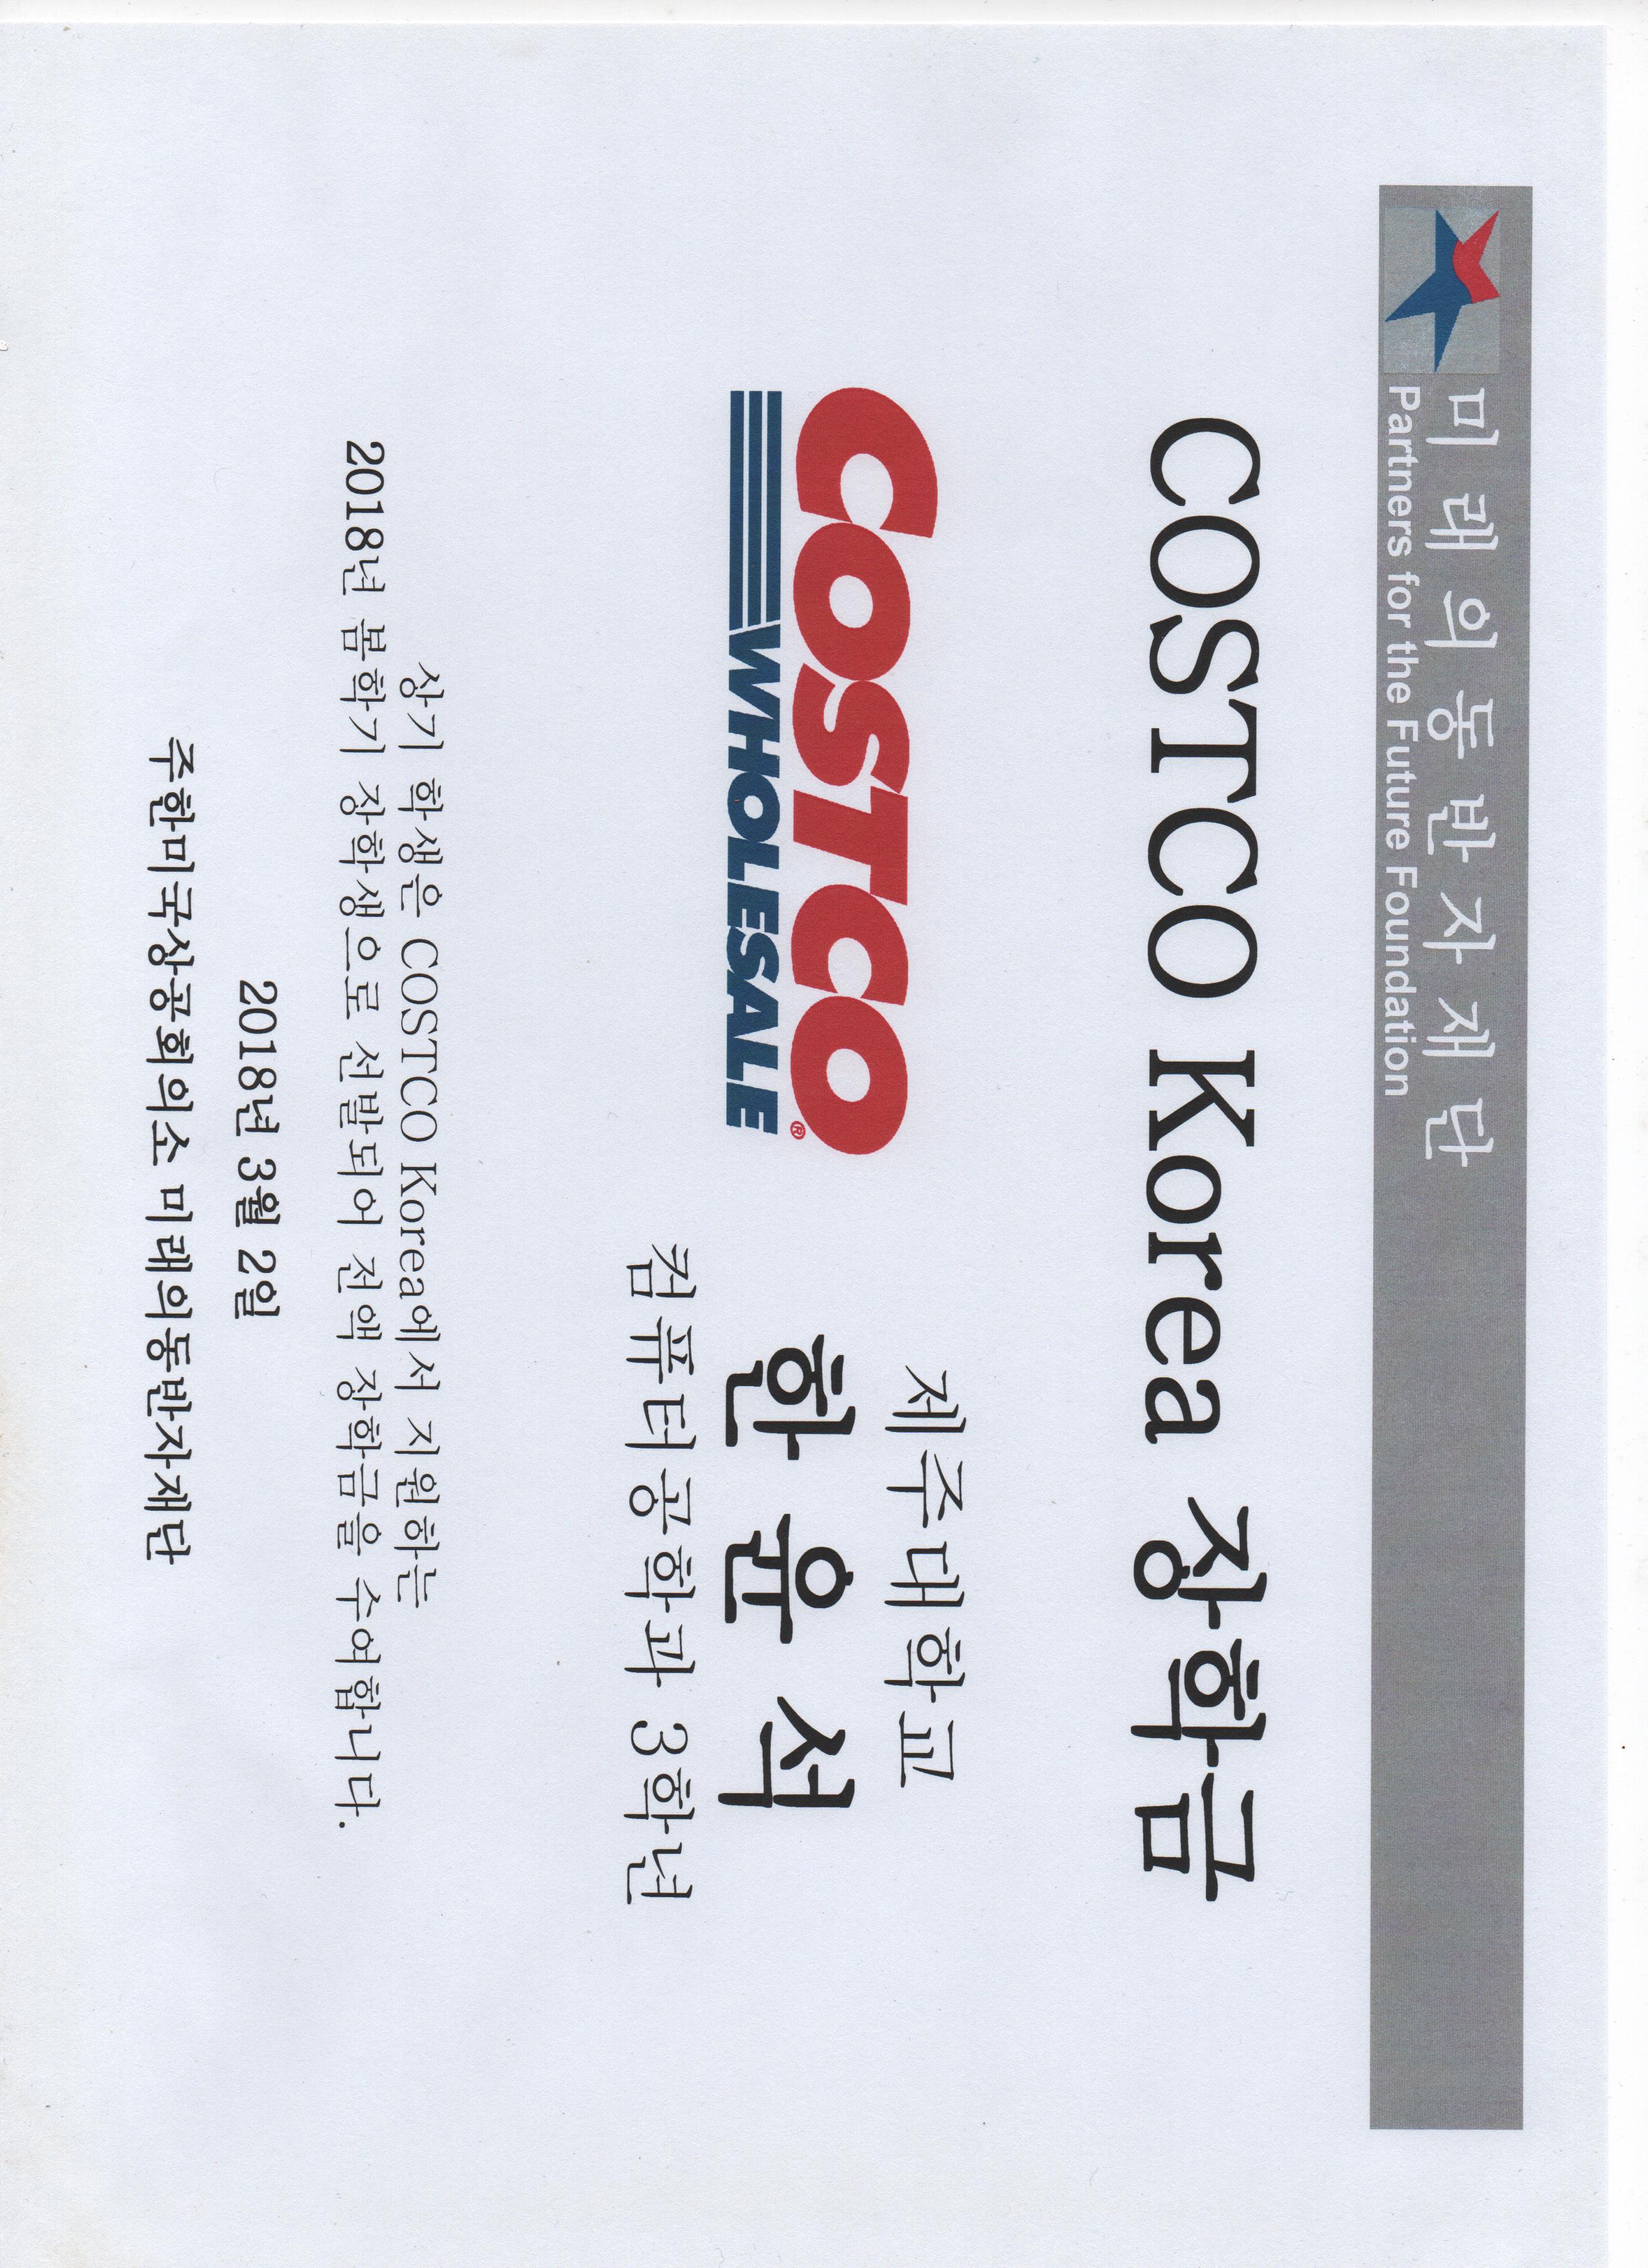 미래의동반자재단
Partners for the Future Foundation
COSTCO Korea 장학금
COSTCO
WHOLESALE®
제주대학교
한 윤 석
컴퓨터공학과 3학년
상기 학생은 COSTCO Korea에서 지원하는
2018년 봄학기 장학생으로 선발되어 전액 장학금을 수여합니다.
2018년 3월 2일
주한미국상공회의소 미래의동반자재단